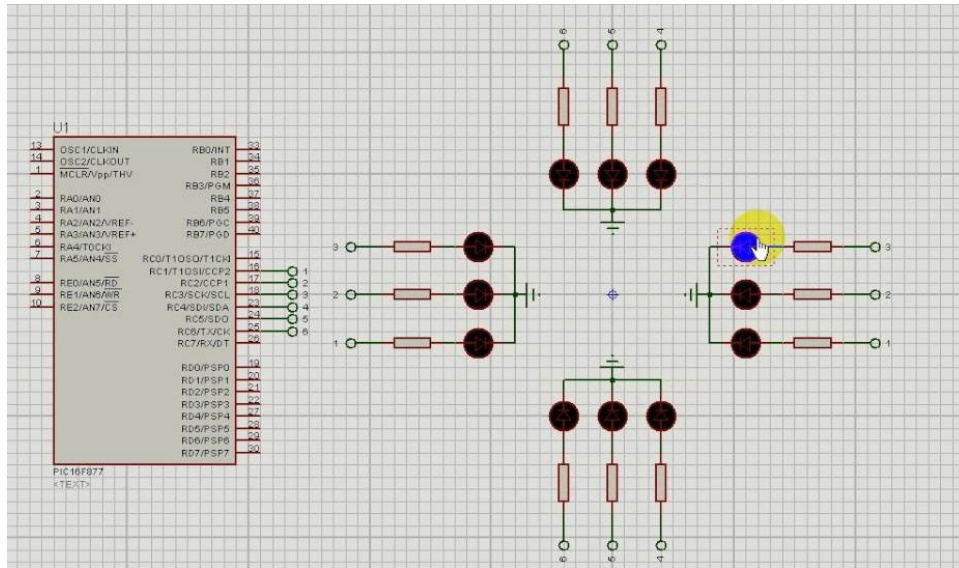 6 5 4
U1
13 OSC1/CLKIN RB0/INT 33
14 OSC2/CLKOUT RB1 34
1 MCLR/Vpp/THV RB2 35
RB3/PGM 36
2 RA0/AN0 RB4 37
3 RA1/AN1 RB5 38
4 RA2/AN2/VREF- RB6/PGC 39
5 RA3/AN3/VREF+ RB7/PGD 40
6 RA4/T0CKI
7 RA5/AN4/SS RC0/T1OSO/T1CKI 15
RC1/T1OSI/CCP2 16 1
8 RE0/AN5/RD RC2/CCP1 17 2
9 RE1/AN6/WR RC3/SCK/SCL 18 3
10 RE2/AN7/CS RC4/SDI/SDA 23 4
RC5/SDO 24 5
RC6/TX/CK 25 6
RC7/RX/DT 26
RD0/PSP0 19
RD1/PSP1 20
RD2/PSP2 21
RD3/PSP3 22
RD4/PSP4 27
RD5/PSP5 28
RD6/PSP6 29
RD7/PSP7 30
PIC16F877
<TEXT>
3
2
1
3
2
1
6 5 4